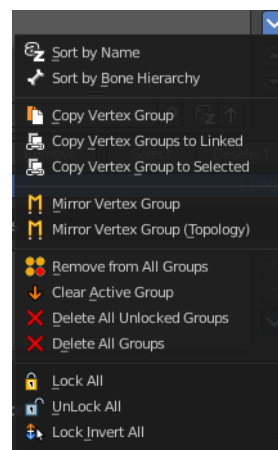 Sort by Name
Sort by Bone Hierarchy
Copy Vertex Group
Copy Vertex Groups to Linked
Copy Vertex Group to Selected
Mirror Vertex Group
Mirror Vertex Group (Topology)
Remove from All Groups
Clear Active Group
Delete All Unlocked Groups
Delete All Groups
Lock All
UnLock All
Lock Invert All